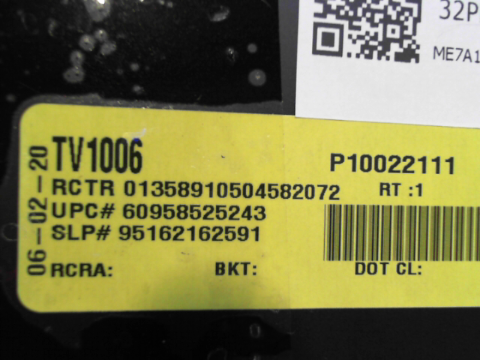 32P
ME7A1
06-02-20
TV1006
P10022111
RCTR 01358910504582072 RT :1
UPC# 60958525243
SLP# 95162162591
RCRA: BKT: DOT CL: